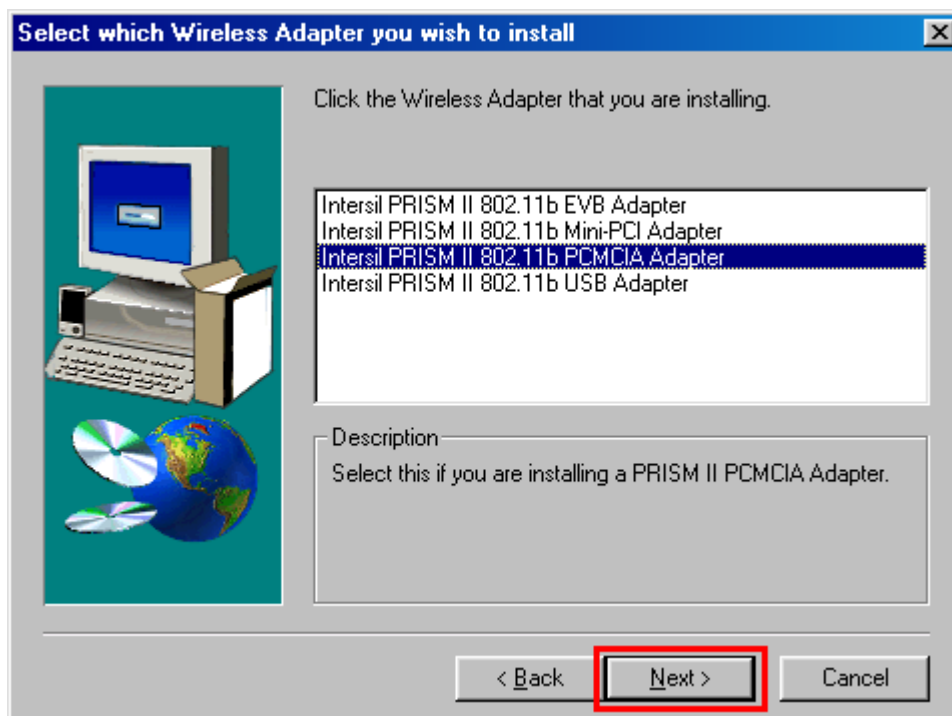 Select which Wireless Adapter you wish to install
Click the Wireless Adapter that you are installing.
Intersil PRISM II 802.11b EVB Adapter
Intersil PRISM II 802.11b Mini-PCI Adapter
Intersil PRISM II 802.11b PCMCIA Adapter
Intersil PRISM II 802.11b USB Adapter
Description
Select this if you are installing a PRISM II PCMCIA Adapter.
< Back Next > Cancel